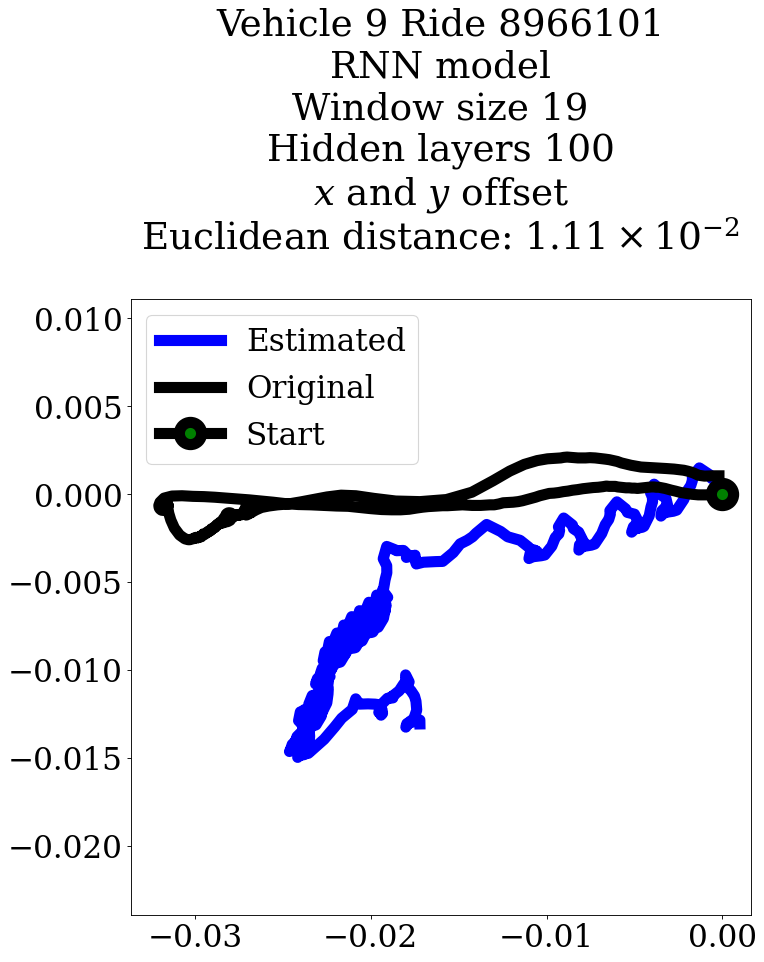 Vehicle 9 Ride 8966101
RNN model
Window size 19
Hidden layers 100
x and y offset
Euclidean distance: 1.11 × 10⁻²
Estimated
Original
Start
0.010
0.005
0.000
−0.005
−0.010
−0.015
−0.020
−0.03 −0.02 −0.01 0.00